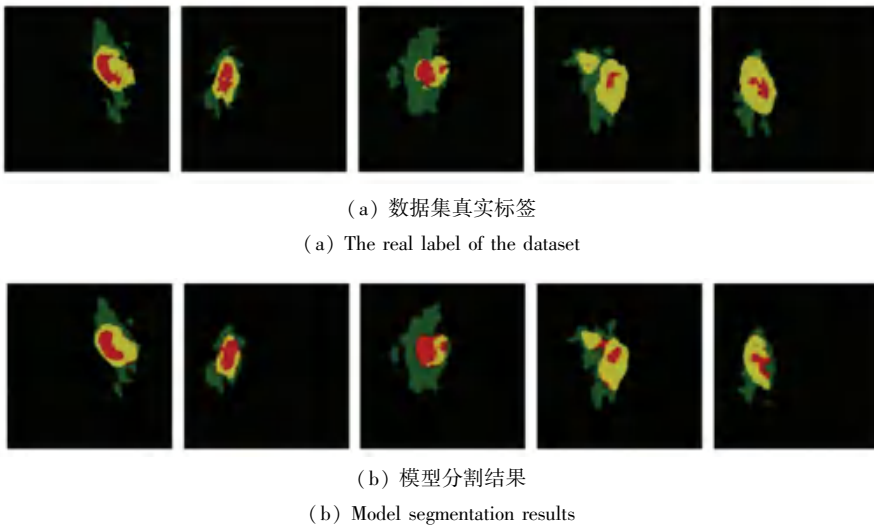 (a) 数据集真实标签
(a) The real label of the dataset
(b) 模型分割结果
(b) Model segmentation results